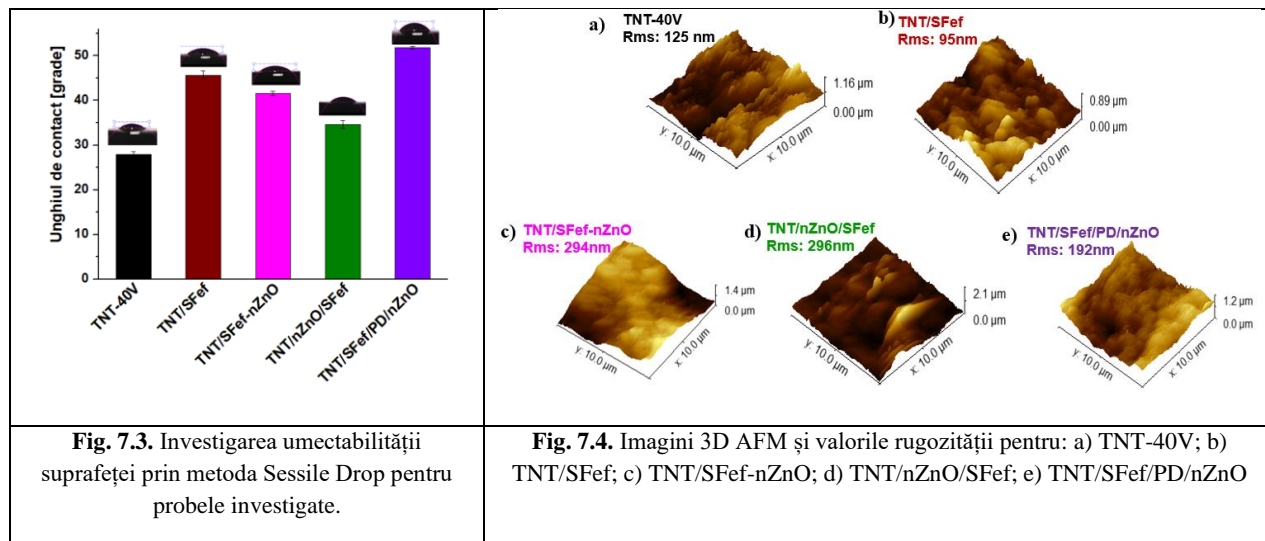 Unghiul de contact [grade]
50
40
30
20
10
0
TNT-40V
TNT/SFef
TNT/SFef-nZnO
TNT/nZnO/SFef
TNT/SFef/PD/nZnO
a) TNT-40V
Rms: 125 nm
1.16 µm
0.00 µm
y: 10.0 µm
x: 10.0 µm
b) TNT/SFef
Rms: 95nm
0.89 µm
0.00 µm
y: 10.0 µm
x: 10.0 µm
c) TNT/SFef-nZnO
Rms: 294nm
1.4 µm
0.0 µm
y: 10.0 µm
x: 10.0 µm
d) TNT/nZnO/SFef
Rms: 296nm
2.1 µm
0.0 µm
y: 10.0 µm
x: 10.0 µm
e) TNT/SFef/PD/nZnO
Rms: 192nm
1.2 µm
0.0 µm
y: 10.0 µm
x: 10.0 µm
Fig. 7.3. Investigarea umectabilității
suprafeței prin metoda Sessile Drop pentru
probele investigate.
Fig. 7.4. Imagini 3D AFM și valorile rugozității pentru: a) TNT-40V; b)
TNT/SFef; c) TNT/SFef-nZnO; d) TNT/nZnO/SFef; e) TNT/SFef/PD/nZnO